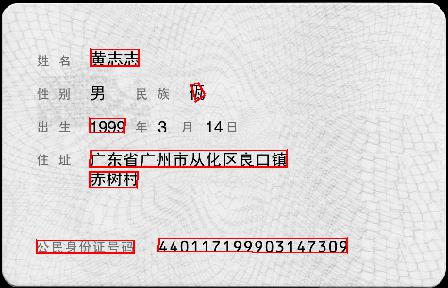 姓名 黄志志
性别 男 民族
出生 1999 年 3 月 14 日
住址 广东省广州市从化区良口镇
赤树村
公民身份证号码 440117199903147309